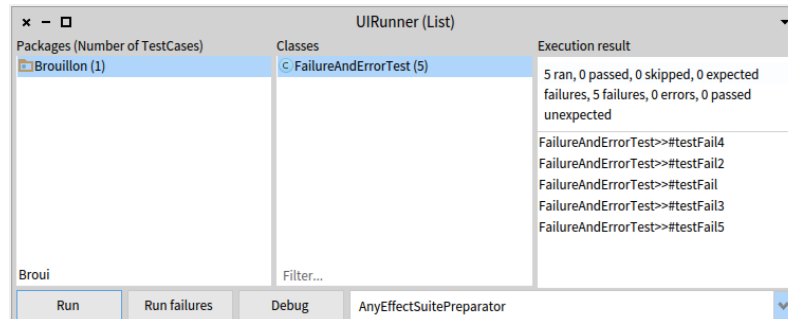 UIRunner (List)
Packages (Number of TestCases)
Brouillon (1)
Broui
Classes
FailureAndErrorTest (5)
Filter...
Execution result
5 ran, 0 passed, 0 skipped, 0 expected
failures, 5 failures, 0 errors, 0 passed
unexpected
FailureAndErrorTest>>#testFail4
FailureAndErrorTest>>#testFail2
FailureAndErrorTest>>#testFail
FailureAndErrorTest>>#testFail3
FailureAndErrorTest>>#testFail5
Run
Run failures
Debug
AnyEffectSuitePreparator